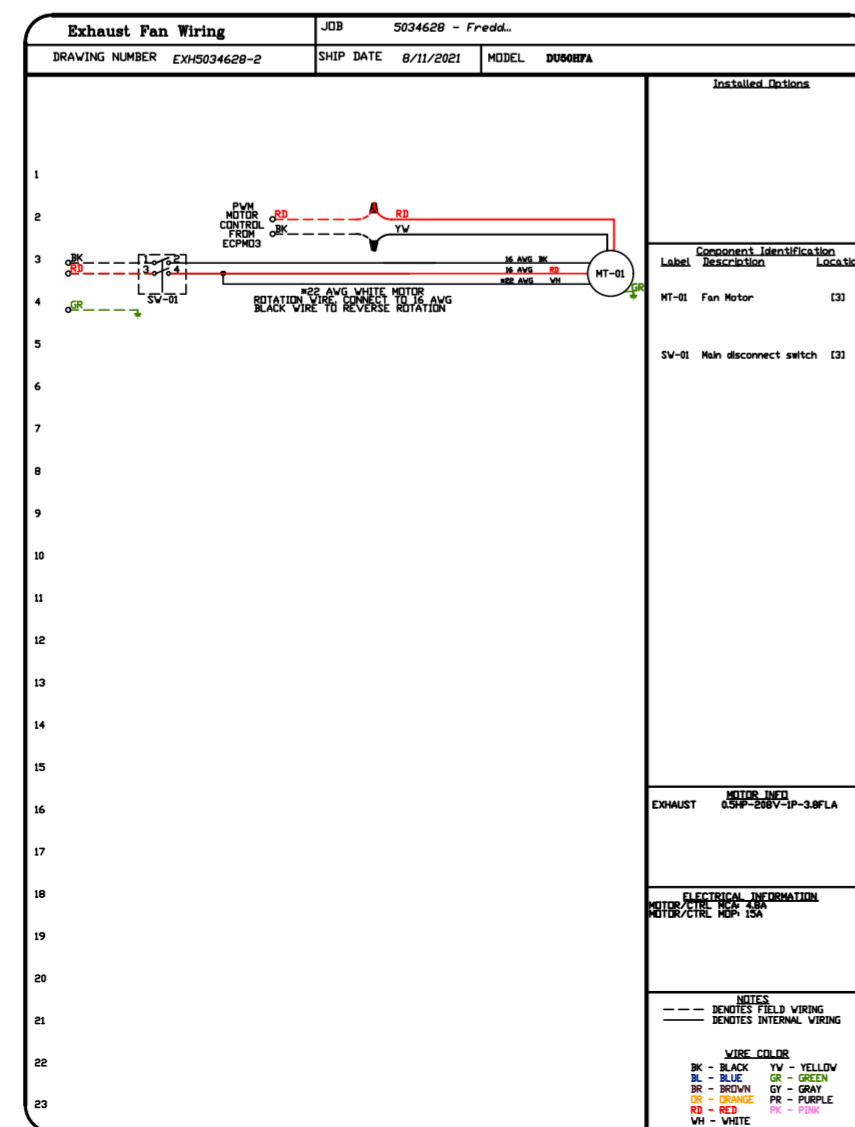 Exhaust Fan Wiring
JOB 5034628 - Fredd...
DRAWING NUMBER EXH5034628-2
SHIP DATE 8/11/2021
MODEL DU50HFA
Installed Options
1
2
PWM
MOTOR
CONTROL
FROM
ECPM03
RD
BK
RD
YW
3
BK
RD
1 2
3 4
SW-01
16 AWG BK
16 AWG RD
*22 AWG WH
MT-01
GR
4
GR
*22 AWG WHITE MOTOR
ROTATION WIRE, CONNECT TO 16 AWG
BLACK WIRE TO REVERSE ROTATION
5
6
7
8
9
10
11
12
13
14
15
16
17
18
19
20
21
22
23
Component Identification
Label Description Locatio
MT-01 Fan Motor [3]
SW-01 Main disconnect switch [3]
MOTOR INFO
EXHAUST 0.5HP-208V-1P-3.8FLA
ELECTRICAL INFORMATION
MOTOR/CTRL MCA: 4.8A
MOTOR/CTRL MOP: 15A
NOTES
DENOTES FIELD WIRING
DENOTES INTERNAL WIRING
WIRE COLOR
BK - BLACK YW - YELLOW
BL - BLUE GR - GREEN
BR - BROWN GY - GRAY
OR - ORANGE PR - PURPLE
RD - RED PK - PINK
WH - WHITE